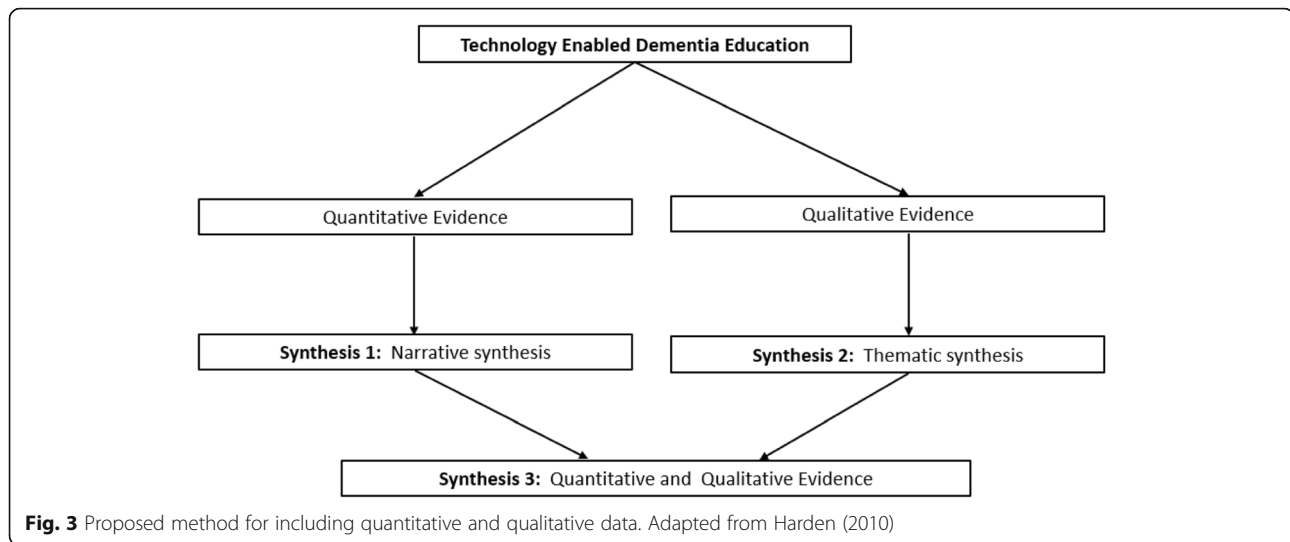 Technology Enabled Dementia Education
Quantitative Evidence
Qualitative Evidence
Synthesis 1: Narrative synthesis
Synthesis 2: Thematic synthesis
Synthesis 3: Quantitative and Qualitative Evidence
Fig. 3 Proposed method for including quantitative and qualitative data. Adapted from Harden (2010)